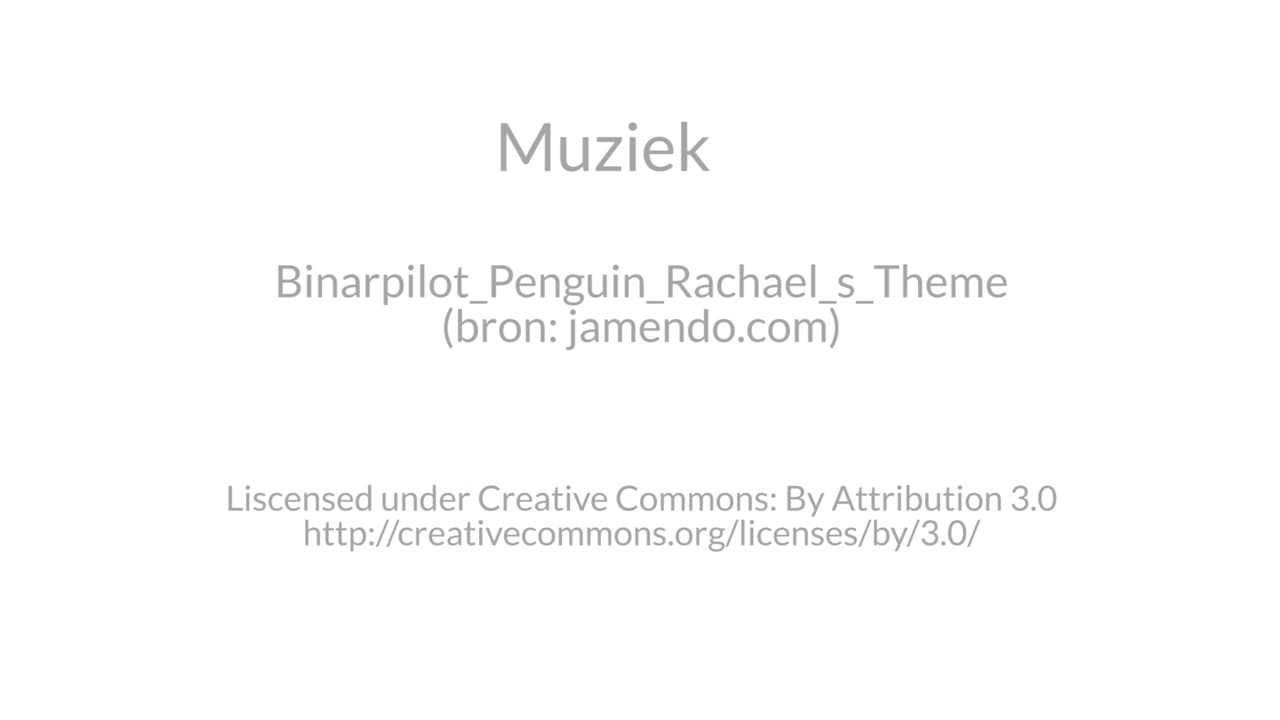 Muziek
Binarpilot_Penguin_Rachael_s_Theme
(bron: jamendo.com)
Liscensed under Creative Commons: By Attribution 3.0
http://creativecommons.org/licenses/by/3.0/